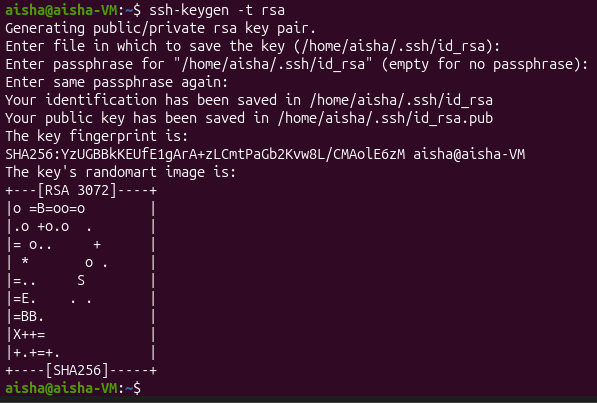 aisha@aisha-VM:~$ ssh-keygen -t rsa
Generating public/private rsa key pair.
Enter file in which to save the key (/home/aisha/.ssh/id_rsa):
Enter passphrase for "/home/aisha/.ssh/id_rsa" (empty for no passphrase):
Enter same passphrase again:
Your identification has been saved in /home/aisha/.ssh/id_rsa
Your public key has been saved in /home/aisha/.ssh/id_rsa.pub
The key fingerprint is:
SHA256:YzUGBBkKEUfE1gArA+zLCmtPaGb2Kvw8L/CMAolE6zM aisha@aisha-VM
The key's randomart image is:
+---[RSA 3072]----+
|o =B=oo=o        |
|.o +o.o  .       |
|= o..     +      |
| *       o .     |
|=..     S        |
|=E.    . .       |
|=BB.             |
|X++=             |
|+.+=+.           |
+----[SHA256]-----+
aisha@aisha-VM:~$